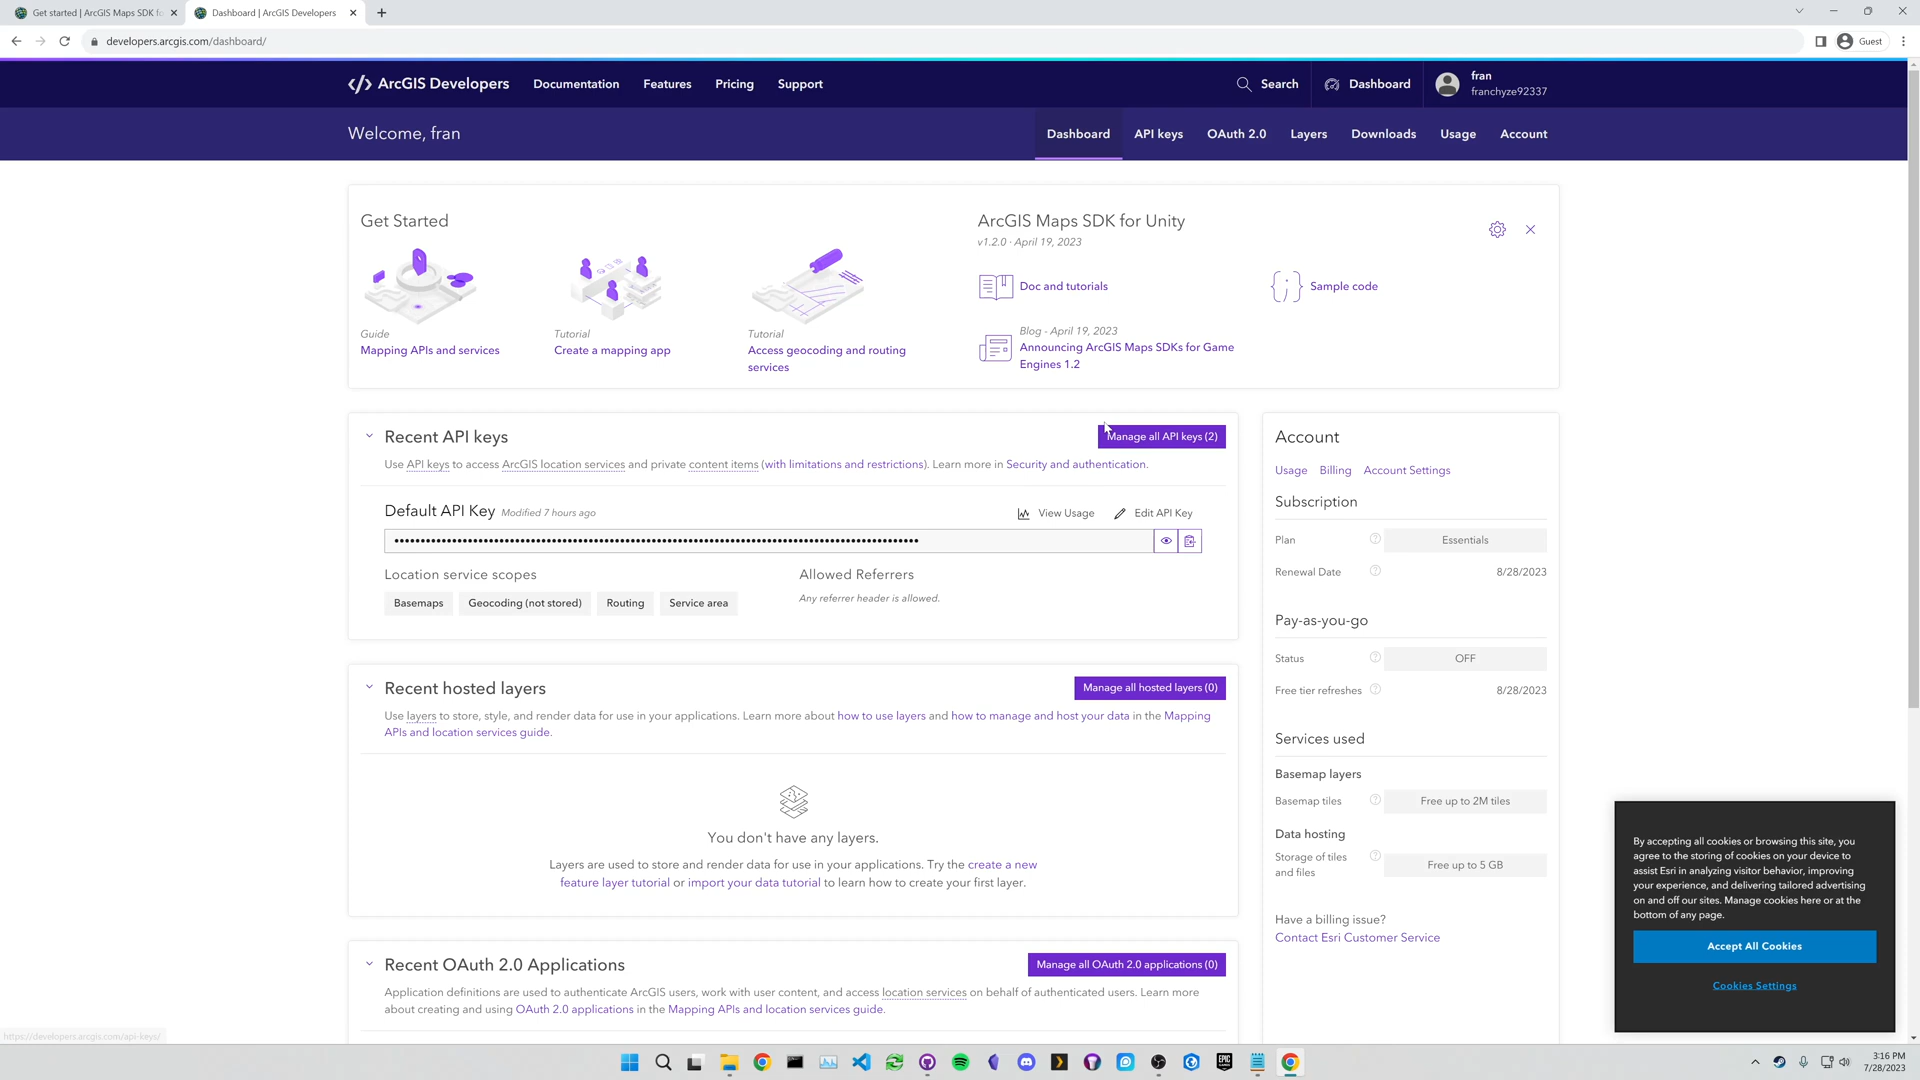 Get started | ArcGIS Maps SDK fo
Dashboard | ArcGIS Developers
developers.arcgis.com/dashboard/
Guest
</> ArcGIS Developers
Documentation
Features
Pricing
Support
Search
Dashboard
fran
franchyze92337
Welcome, fran
Dashboard
API keys
OAuth 2.0
Layers
Downloads
Usage
Account
Get Started
Guide
Mapping APIs and services
Tutorial
Create a mapping app
Tutorial
Access geocoding and routing
services
ArcGIS Maps SDK for Unity
v1.2.0 · April 19, 2023
Doc and tutorials
Sample code
Blog - April 19, 2023
Announcing ArcGIS Maps SDKs for Game
Engines 1.2
Recent API keys
Manage all API keys (2)
Use API keys to access ArcGIS location services and private content items (with limitations and restrictions). Learn more in Security and authentication.
Default API Key Modified 7 hours ago
View Usage
Edit API Key
Location service scopes
Basemaps
Geocoding (not stored)
Routing
Service area
Allowed Referrers
Any referrer header is allowed.
Recent hosted layers
Manage all hosted layers (0)
Use layers to store, style, and render data for use in your applications. Learn more about how to use layers and how to manage and host your data in the Mapping
APIs and location services guide.
You don't have any layers.
Layers are used to store and render data for use in your applications. Try the create a new
feature layer tutorial or import your data tutorial to learn how to create your first layer.
Recent OAuth 2.0 Applications
Manage all OAuth 2.0 applications (0)
Application definitions are used to authenticate ArcGIS users, work with user content, and access location services on behalf of authenticated users. Learn more
about creating and using OAuth 2.0 applications in the Mapping APIs and location services guide.
Account
Usage
Billing
Account Settings
Subscription
Plan
Essentials
Renewal Date
8/28/2023
Pay-as-you-go
Status
OFF
Free tier refreshes
8/28/2023
Services used
Basemap layers
Basemap tiles
Free up to 2M tiles
Data hosting
Storage of tiles
and files
Free up to 5 GB
Have a billing issue?
Contact Esri Customer Service
By accepting all cookies or browsing this site, you
agree to the storing of cookies on your device to
assist Esri in analyzing visitor behavior, improving
your experience, and delivering tailored advertising
on and off our sites. Manage cookies here or at the
bottom of any page.
Accept All Cookies
Cookies Settings
https://developers.arcgis.com/api-keys/
EPIC
3:16 PM
7/28/2023